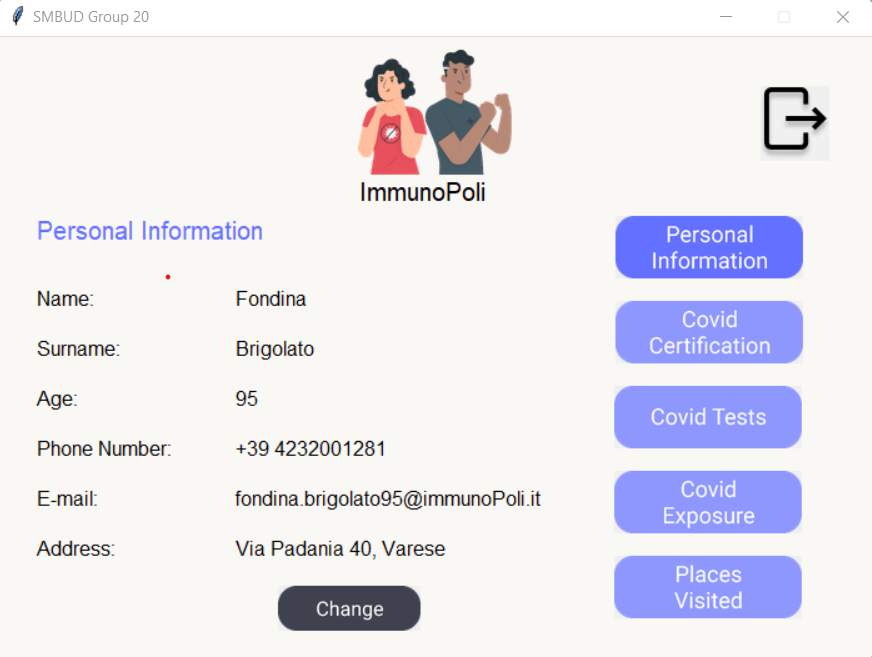 SMBUD Group 20
ImmunoPoli
Personal Information
Name: Fondina
Surname: Brigolato
Age: 95
Phone Number: +39 4232001281
E-mail: fondina.brigolato95@immunoPoli.it
Address: Via Padania 40, Varese
Change
Personal
Information
Covid
Certification
Covid Tests
Covid
Exposure
Places
Visited